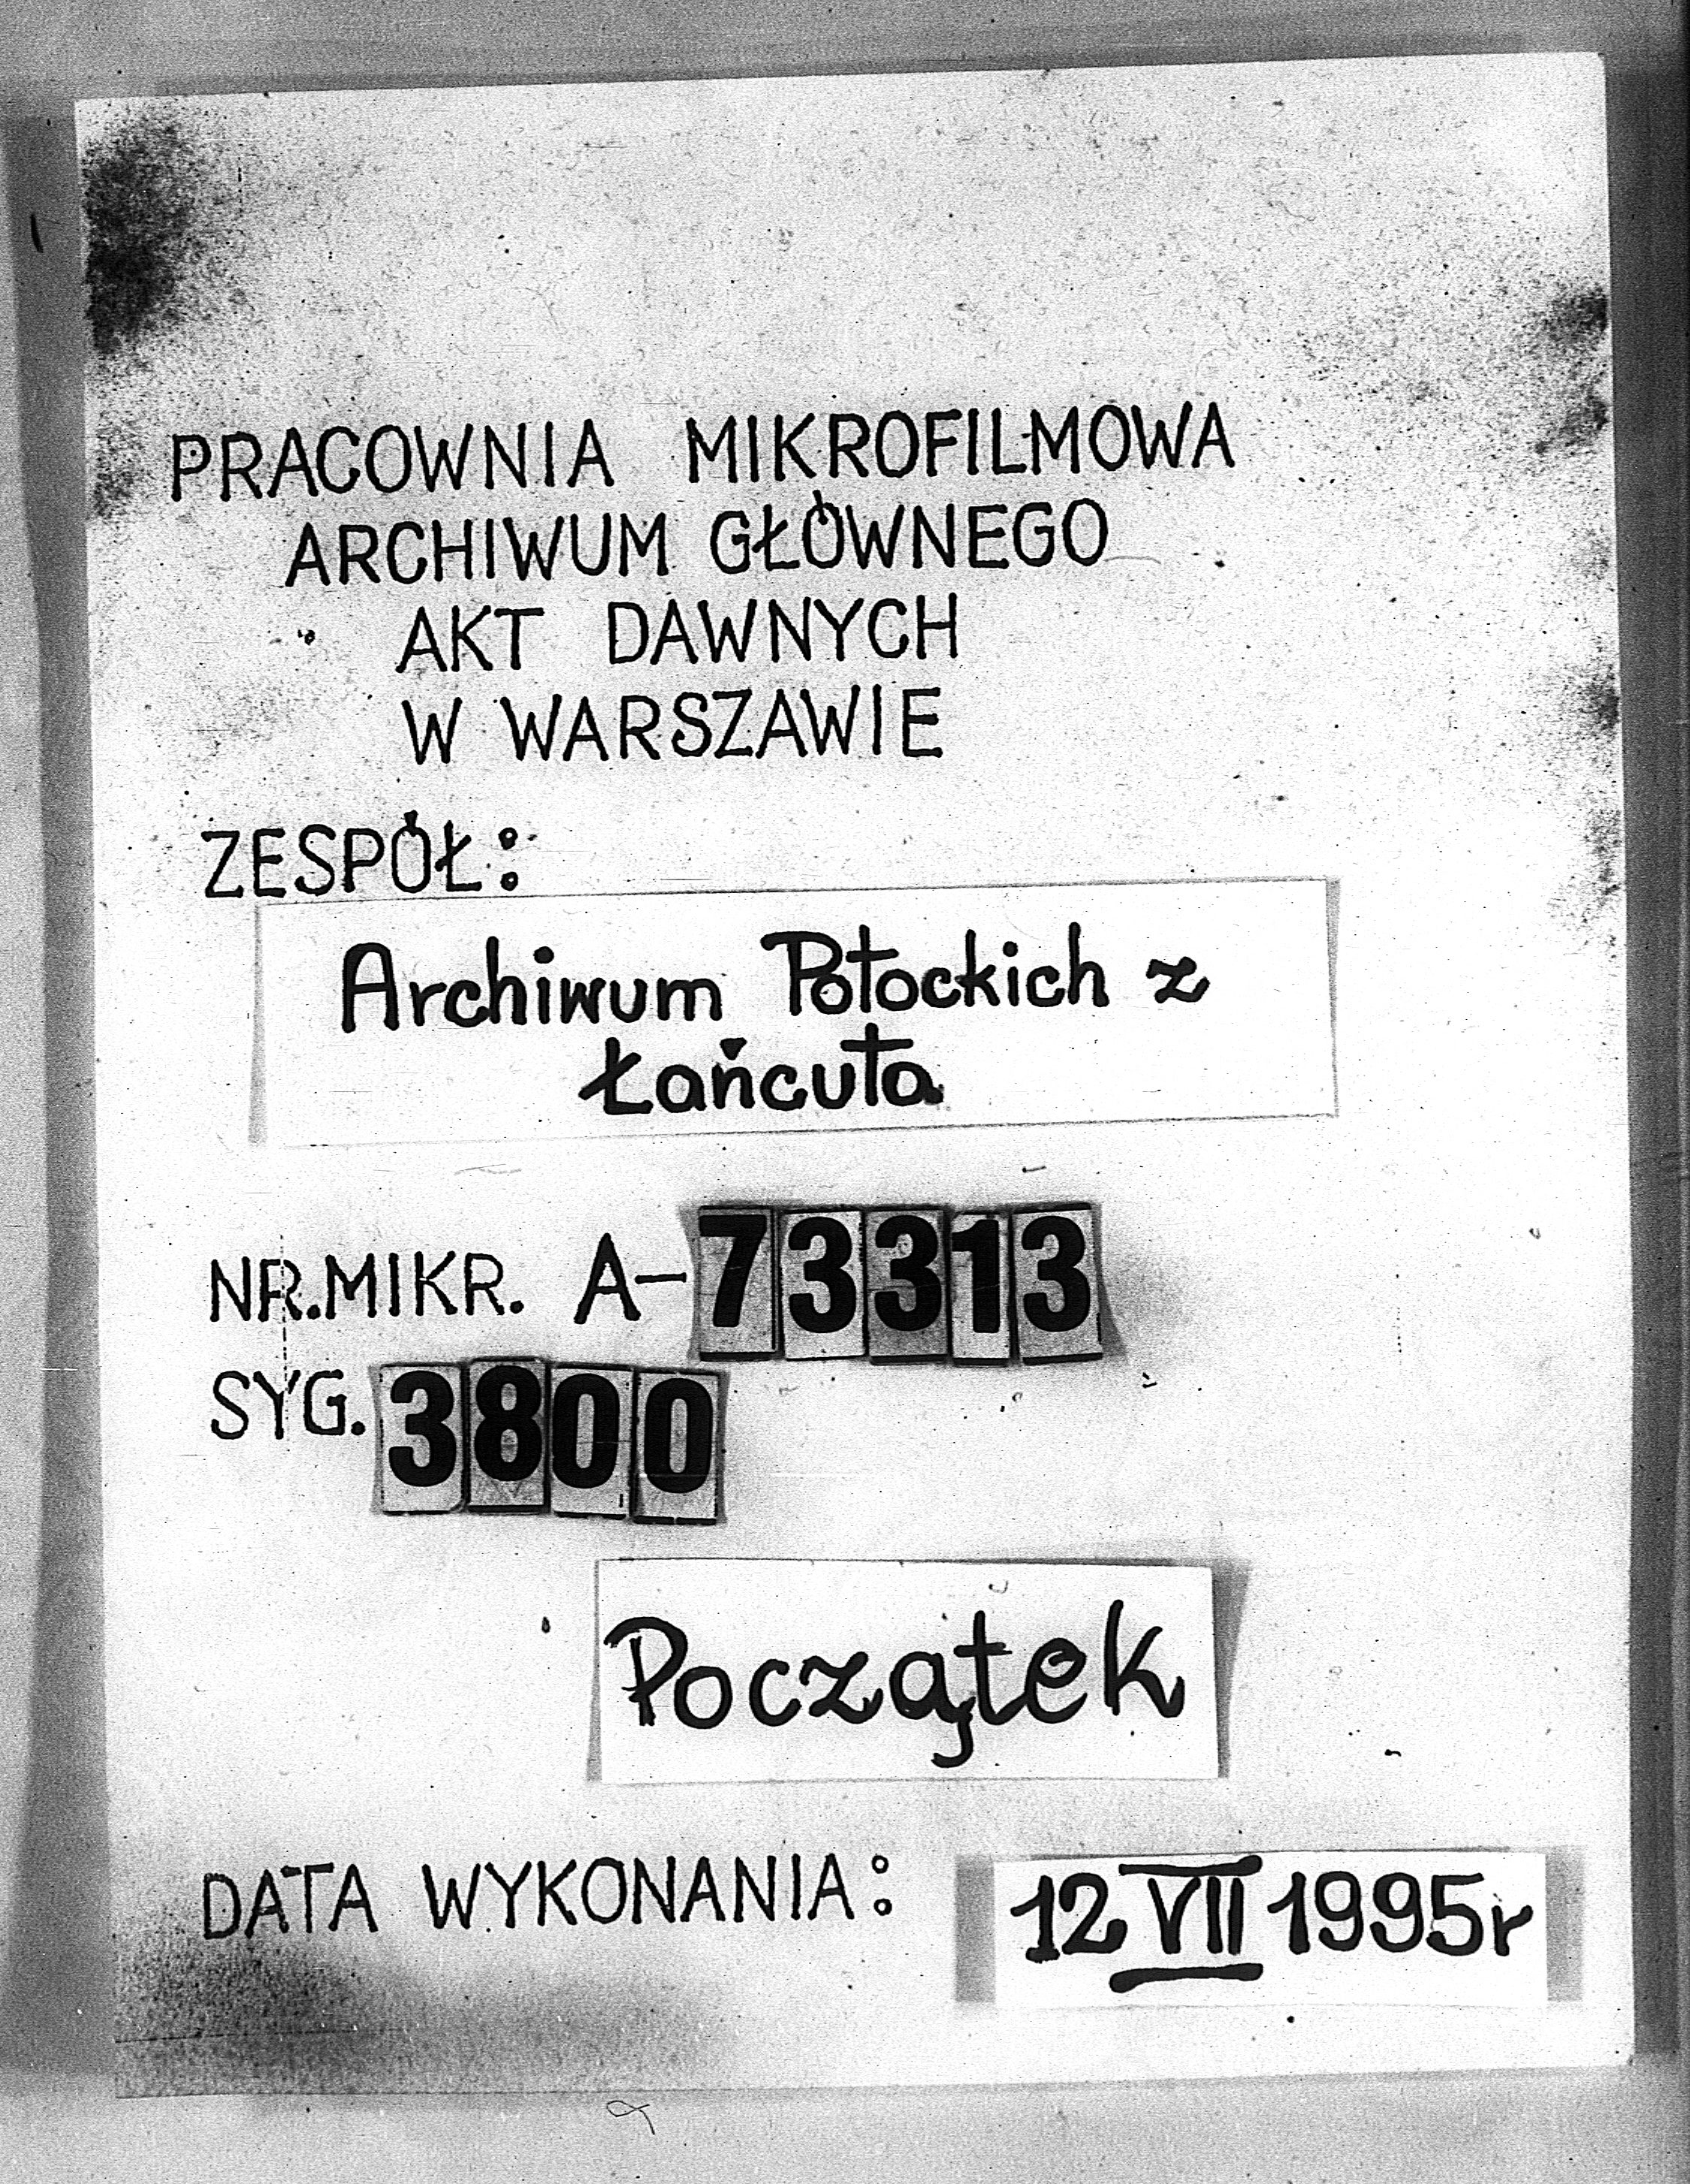 PRACOWNIA MIKROFILMOWA
ARCHIWUM GŁÓWNEGO
AKT DAWNYCH
W WARSZAWIE
ZESPÓŁ:
Archiwum Potockich z
Łańcuta
NR.MIKR. A-73313
SYG. 3800
Początek
DATA WYKONANIA: 12 VII 1995r